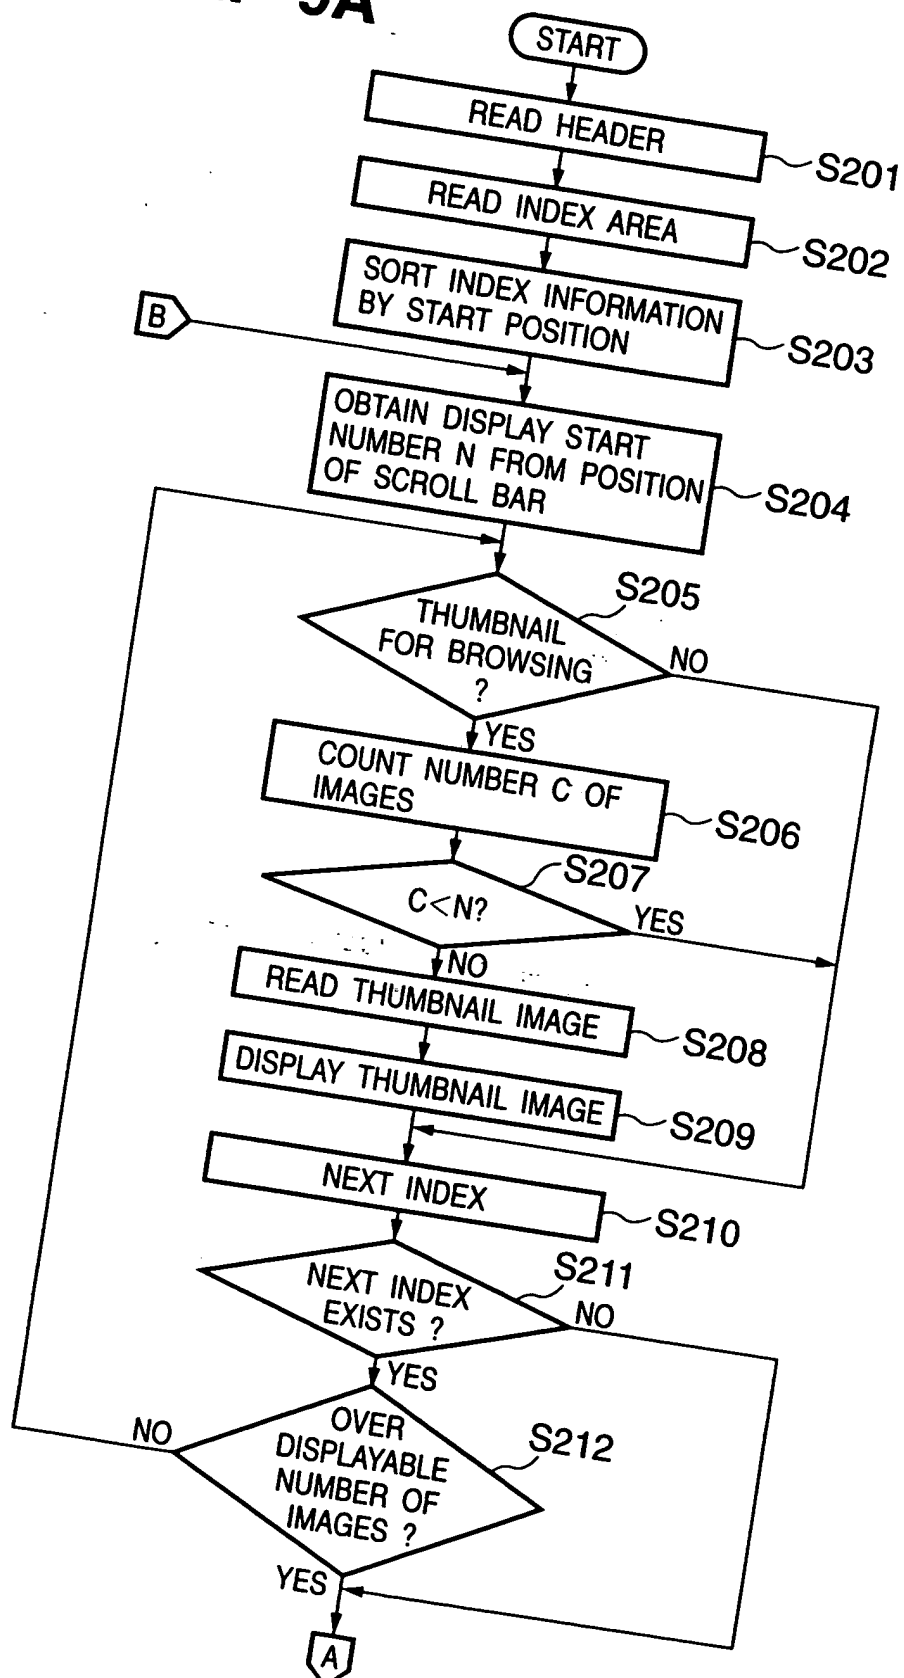 9A
START
READ HEADER
S201
READ INDEX AREA
S202
SORT INDEX INFORMATION
BY START POSITION
S203
B
OBTAIN DISPLAY START
NUMBER N FROM POSITION
OF SCROLL BAR
S204
S205
THUMBNAIL
FOR BROWSING
?
NO
YES
COUNT NUMBER C OF
IMAGES
S206
S207
C<N?
YES
NO
READ THUMBNAIL IMAGE
S208
DISPLAY THUMBNAIL IMAGE
S209
NEXT INDEX
S210
S211
NEXT INDEX
EXISTS ?
NO
YES
NO
OVER
DISPLAYABLE
NUMBER OF
IMAGES ?
S212
YES
A